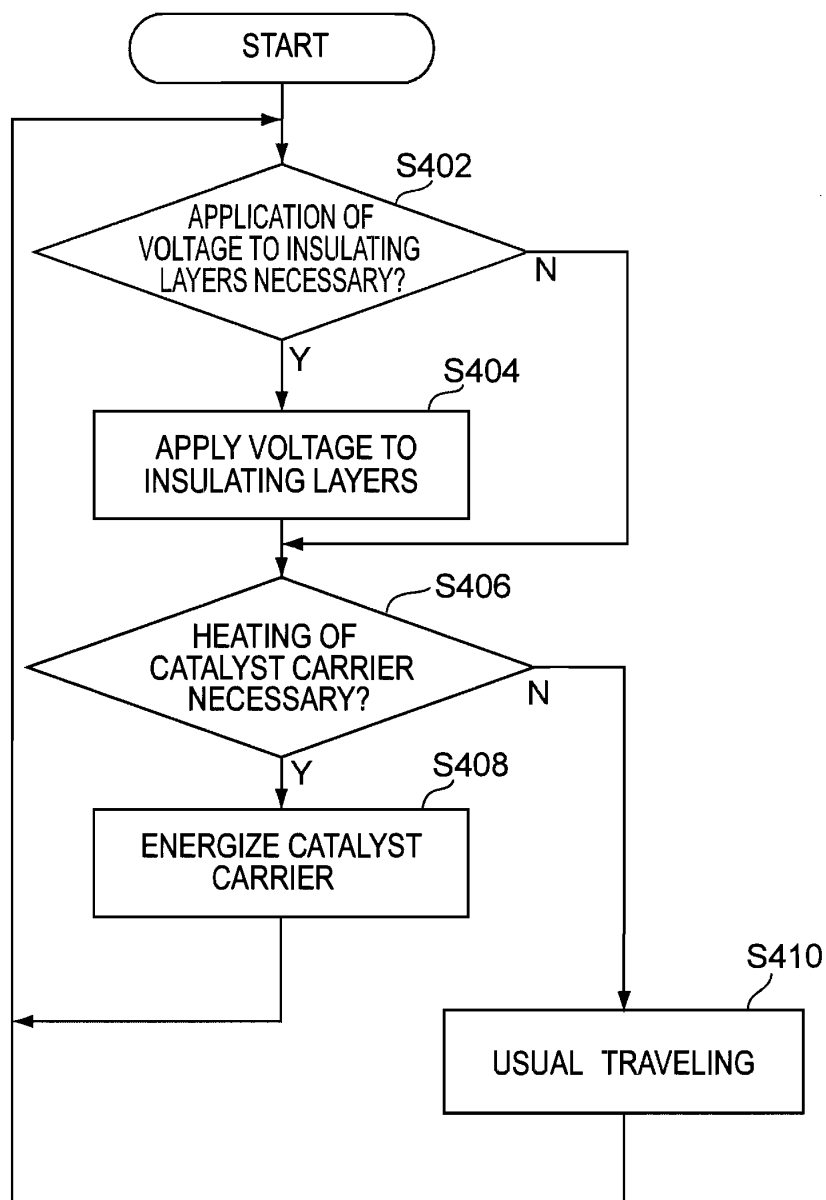 START
S402
APPLICATION OF
VOLTAGE TO INSULATING
LAYERS NECESSARY?
N
Y
S404
APPLY VOLTAGE TO
INSULATING LAYERS
S406
HEATING OF
CATALYST CARRIER
NECESSARY?
N
Y
S408
ENERGIZE CATALYST
CARRIER
S410
USUAL TRAVELING